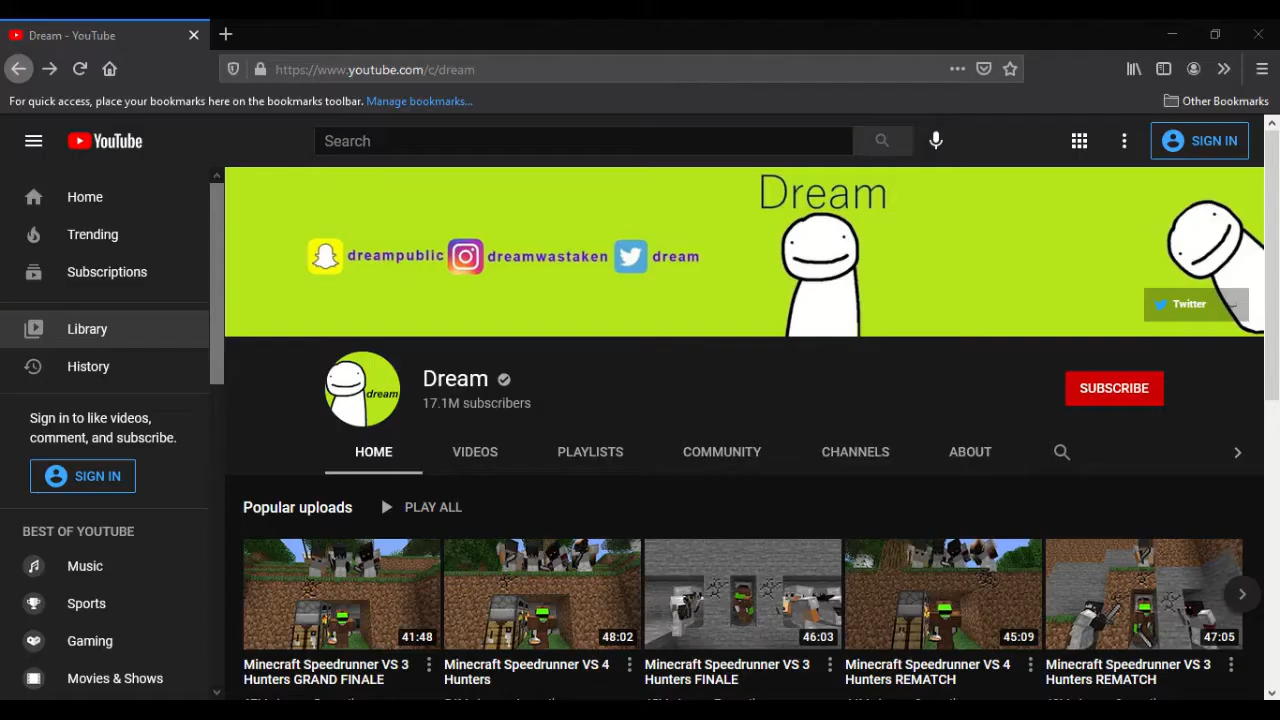 Dream - YouTube
https://www.youtube.com/c/dream
For quick access, place your bookmarks here on the bookmarks toolbar. Manage bookmarks...
Other Bookmarks
YouTube
Search
SIGN IN
Home
Trending
Subscriptions
Library
History
Sign in to like videos,
comment, and subscribe.
SIGN IN
BEST OF YOUTUBE
Music
Sports
Gaming
Movies & Shows
Dream
dreampublic
dreamwastaken
dream
Twitter
dream
Dream
17.1M subscribers
SUBSCRIBE
HOME
VIDEOS
PLAYLISTS
COMMUNITY
CHANNELS
ABOUT
Popular uploads
PLAY ALL
41:48
48:02
46:03
45:09
47:05
Minecraft Speedrunner VS 3
Hunters GRAND FINALE
Minecraft Speedrunner VS 4
Hunters
Minecraft Speedrunner VS 3
Hunters FINALE
Minecraft Speedrunner VS 4
Hunters REMATCH
Minecraft Speedrunner VS 3
Hunters REMATCH